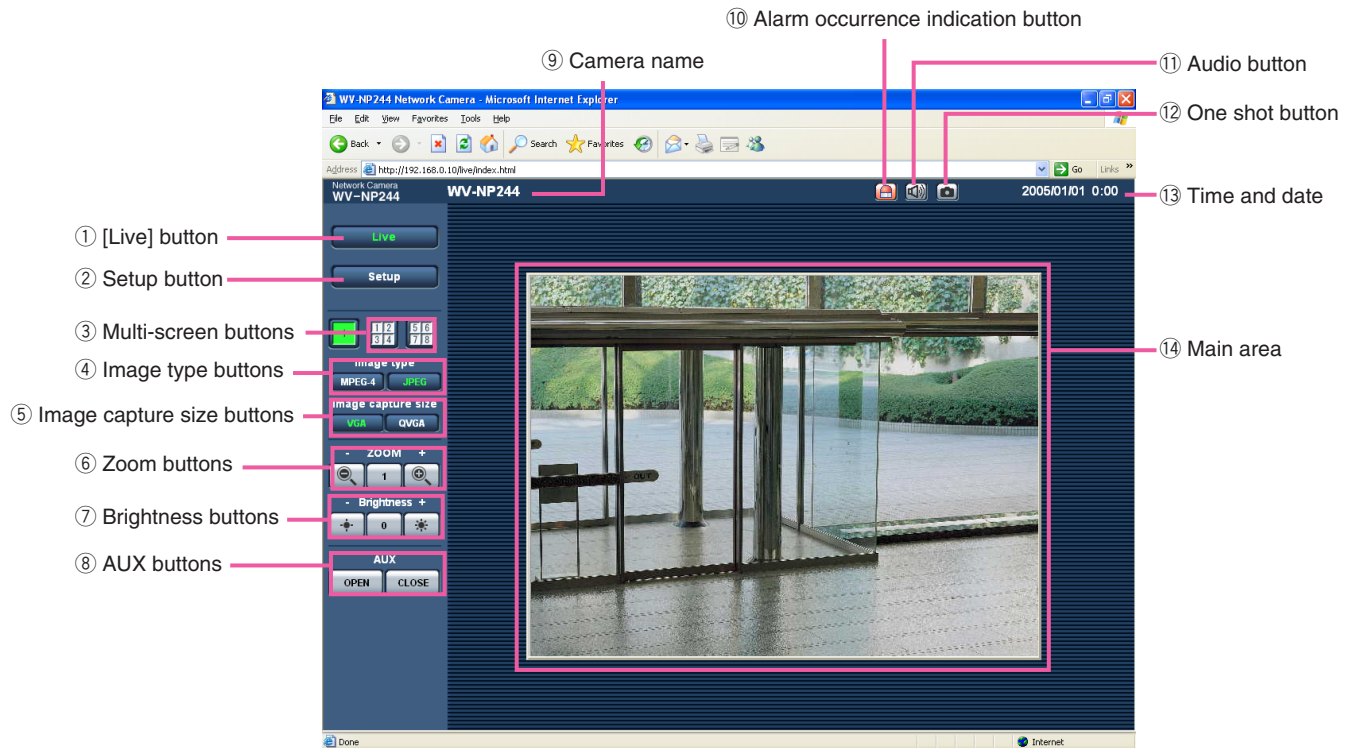 ⑩ Alarm occurrence indication button
⑨ Camera name
⑪ Audio button
⑫ One shot button
⑬ Time and date
① [Live] button
② Setup button
③ Multi-screen buttons
④ Image type buttons
⑤ Image capture size buttons
⑥ Zoom buttons
⑦ Brightness buttons
⑧ AUX buttons
⑭ Main area
WV-NP244 Network Camera - Microsoft Internet Explorer
File Edit View Favorites Tools Help
Back Search Favorites
Address http://192.168.0.10/live/index.html Go Links »
Network Camera
WV-NP244
WV-NP244
2005/01/01 0:00
Live
Setup
1 1 2 3 4 5 6 7 8
Image type
MPEG-4 JPEG
Image capture size
VGA QVGA
- ZOOM +
1
- Brightness +
0
AUX
OPEN CLOSE
OUT
Done
Internet